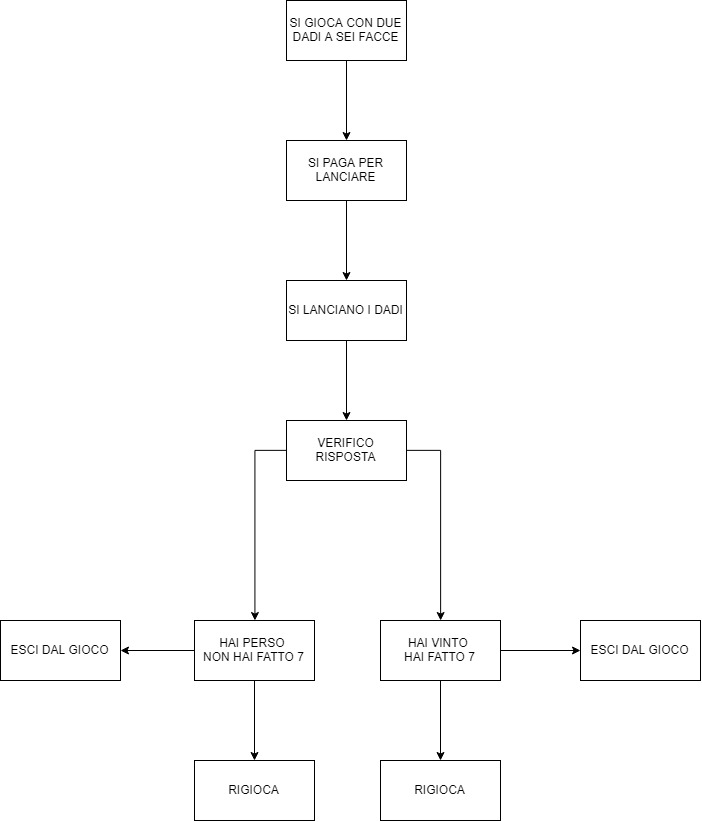 SI GIOCA CON DUE
DADI A SEI FACCE
SI PAGA PER
LANCIARE
SI LANCIANO I DADI
VERIFICO
RISPOSTA
ESCI DAL GIOCO
HAI PERSO
NON HAI FATTO 7
HAI VINTO
HAI FATTO 7
ESCI DAL GIOCO
RIGIOCA
RIGIOCA